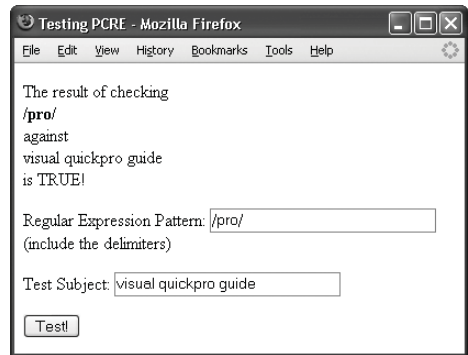 Testing PCRE - Mozilla Firefox
File Edit View History Bookmarks Tools Help
The result of checking
/pro/
against
visual quickpro guide
is TRUE!
Regular Expression Pattern: /pro/
(include the delimiters)
Test Subject: visual quickpro guide
Test!